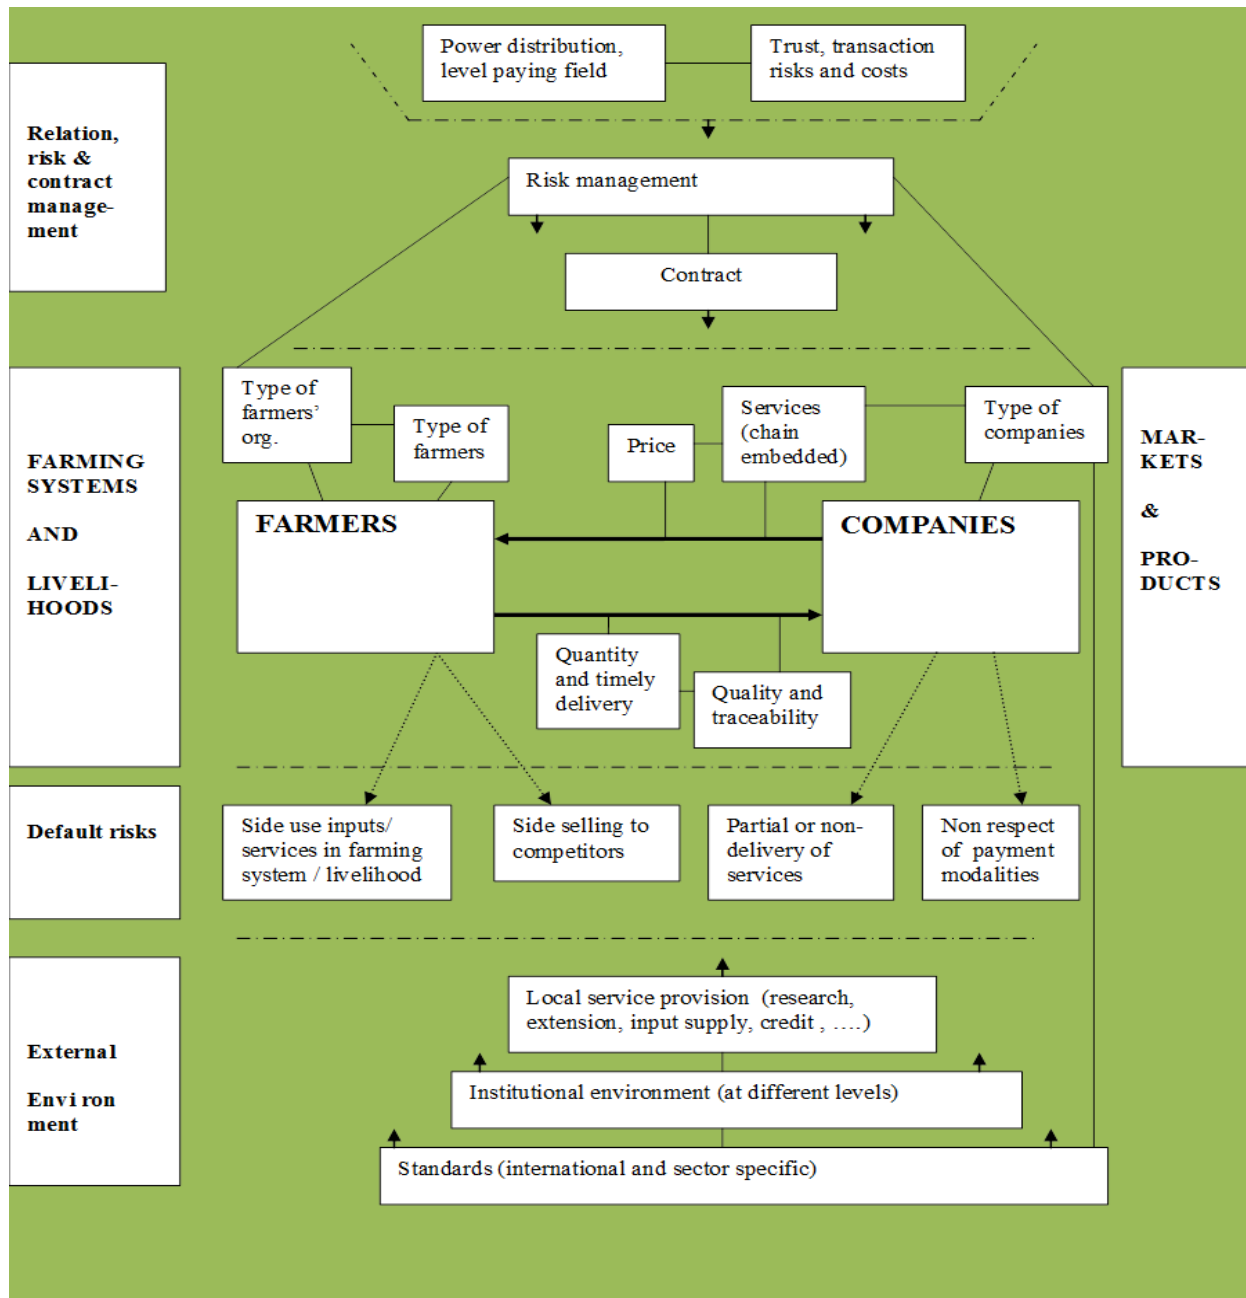 Power distribution,
level paying field
Trust, transaction
risks and costs
Relation,
risk &
contract
manage-
ment
Risk management
Contract
FARMING
SYSTEMS
AND
LIVELI-
HOODS
Type of
farmers’
org.
Type of
farmers
Price
Services
(chain
embedded)
Type of
companies
MAR-
KETS
&
PRO-
DUCTS
FARMERS
COMPANIES
Quantity
and timely
delivery
Quality and
traceability
Default risks
Side use inputs/
services in farming
system / livelihood
Side selling to
competitors
Partial or non-
delivery of
services
Non respect
of payment
modalities
External
Envi ron
ment
Local service provision (research,
extension, input supply, credit , ….)
Institutional environment (at different levels)
Standards (international and sector specific)